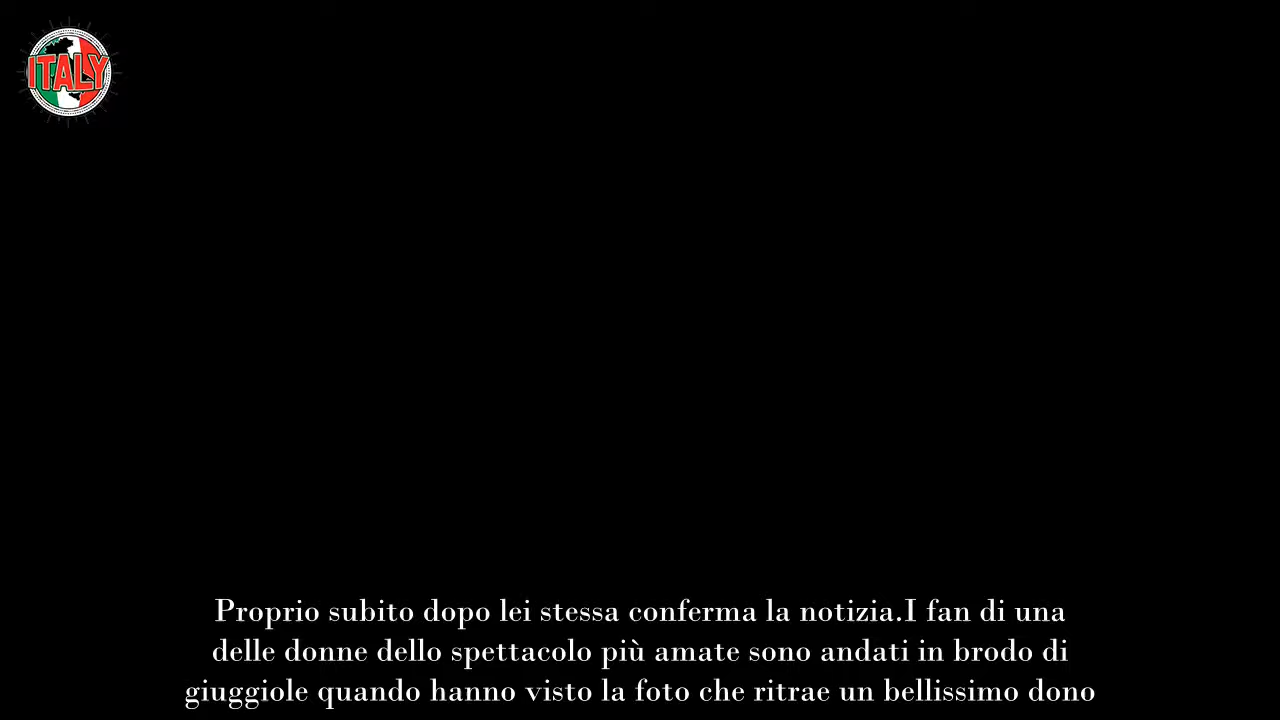 ITALY
Proprio subito dopo lei stessa conferma la notizia.I fan di una
delle donne dello spettacolo più amate sono andati in brodo di
giuggiole quando hanno visto la foto che ritrae un bellissimo dono